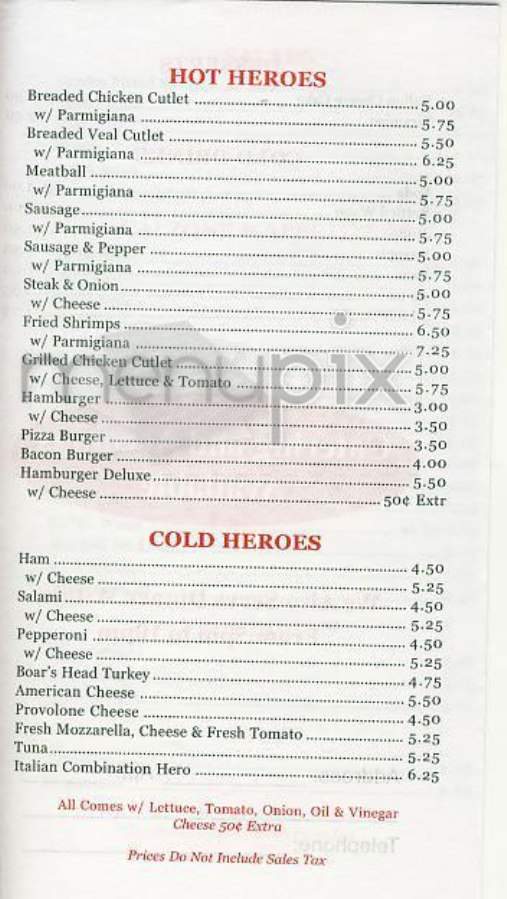 HOT HEROES
Breaded Chicken Cutlet 5.00
w/ Parmigiana 5.75
Breaded Veal Cutlet 5.50
w/ Parmigiana 6.25
Meatball 5.00
w/ Parmigiana 5.75
Sausage 5.00
w/ Parmigiana 5.75
Sausage & Pepper 5.00
w/ Parmigiana 5.75
Steak & Onion 5.00
w/ Cheese 5.75
Fried Shrimps 6.50
w/ Parmigiana 7.25
Grilled Chicken Cutlet 5.00
w/ Cheese, Lettuce & Tomato 5.75
Hamburger 3.00
w/ Cheese 3.50
Pizza Burger 3.50
Bacon Burger 4.00
Hamburger Deluxe 5.50
w/ Cheese 50¢ Extr
menupix
COLD HEROES
Ham 4.50
w/ Cheese 5.25
Salami 4.50
w/ Cheese 5.25
Pepperoni 4.50
w/ Cheese 5.25
Boar's Head Turkey 4.75
American Cheese 5.50
Provolone Cheese 4.50
Fresh Mozzarella, Cheese & Fresh Tomato 5.25
Tuna 5.25
Italian Combination Hero 6.25
All Comes w/ Lettuce, Tomato, Onion, Oil & Vinegar
Cheese 50¢ Extra
Prices Do Not Include Sales Tax